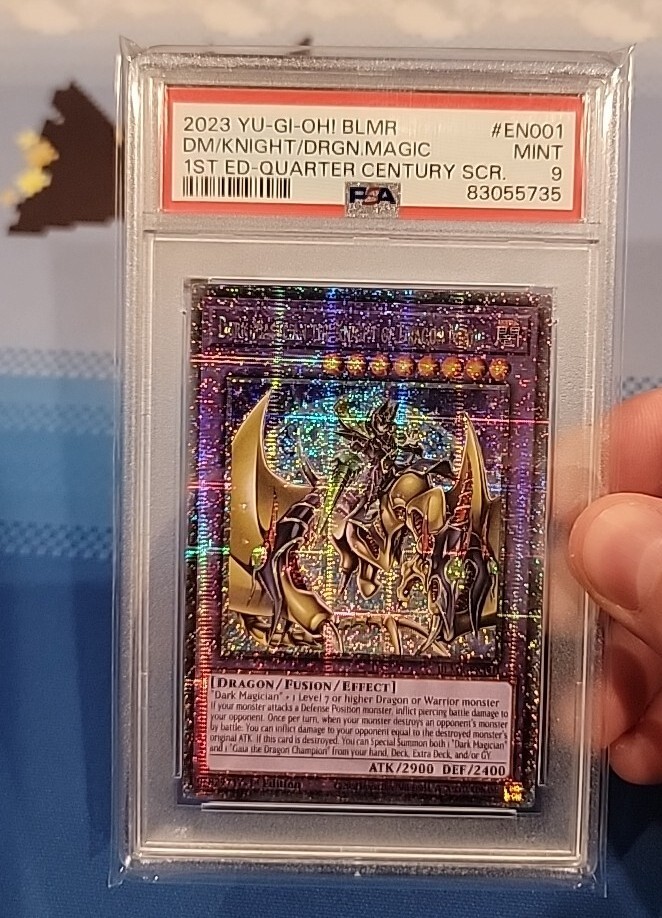 2023 YU-GI-OH! BLMR #EN001
DM/KNIGHT/DRGN.MAGIC MINT
1ST ED-QUARTER CENTURY SCR. 9
PSA 83055735
闇
[DRAGON/FUSION/EFFECT]
"Dark Magician" + 1 Level 7 or higher Dragon or Warrior monster
If your monster attacks a Defense Position monster, inflict piercing battle damage to
your opponent. Once per turn, when your monster destroys an opponent's monster
by battle: You can inflict damage to your opponent equal to the destroyed monster's
original ATK. If this card is destroyed: You can Special Summon both 1 "Dark Magician"
and 1 "Gaia the Dragon Champion" from your hand, Deck, Extra Deck, and/or GY.
ATK/2900 DEF/2400
Edition